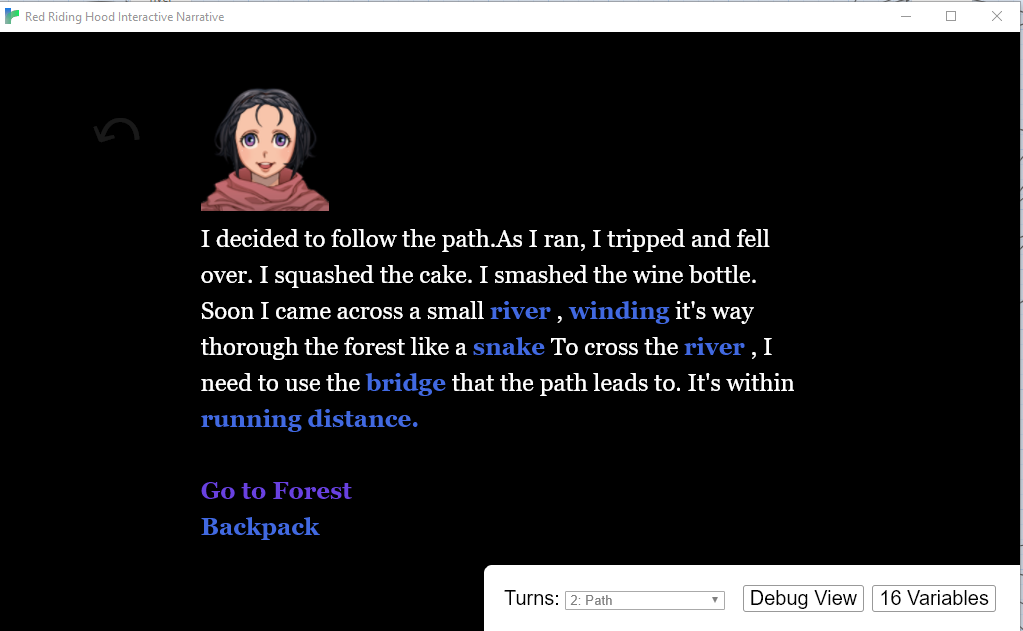 Red Riding Hood Interactive Narrative
I decided to follow the path.As I ran, I tripped and fell
over. I squashed the cake. I smashed the wine bottle.
Soon I came across a small river , winding it's way
thorough the forest like a snake To cross the river , I
need to use the bridge that the path leads to. It's within
running distance.
Go to Forest
Backpack
Turns: 2: Path Debug View 16 Variables